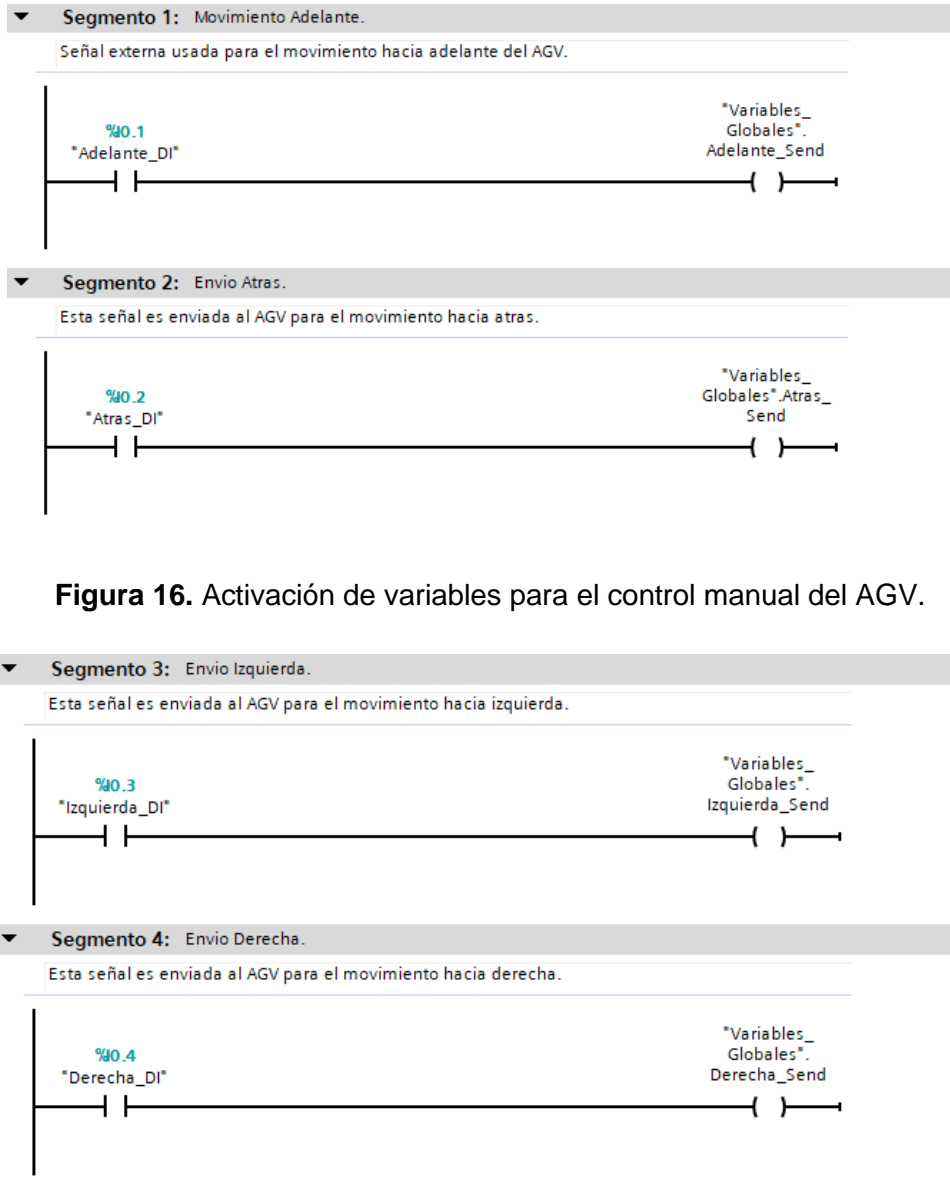 Segmento 1: Movimiento Adelante.
Señal externa usada para el movimiento hacia adelante del AGV.
%I0.1
"Adelante_DI"
"Variables_
Globales".
Adelante_Send
Segmento 2: Envio Atras.
Esta señal es enviada al AGV para el movimiento hacia atras.
%I0.2
"Atras_DI"
"Variables_
Globales".Atras_
Send
Figura 16. Activación de variables para el control manual del AGV.
Segmento 3: Envio Izquierda.
Esta señal es enviada al AGV para el movimiento hacia izquierda.
%I0.3
"Izquierda_DI"
"Variables_
Globales".
Izquierda_Send
Segmento 4: Envio Derecha.
Esta señal es enviada al AGV para el movimiento hacia derecha.
%I0.4
"Derecha_DI"
"Variables_
Globales".
Derecha_Send